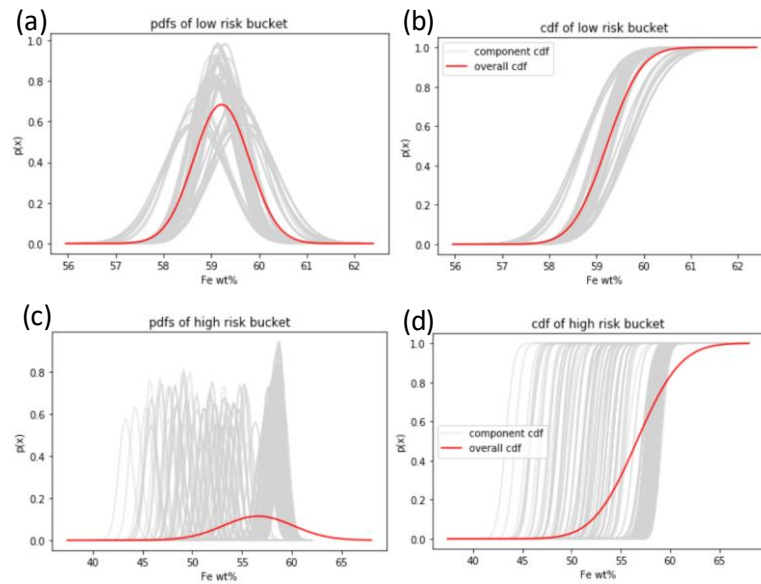 (a)
pdfs of low risk bucket
1.0
0.8
0.6
0.4
0.2
0.0
p(x)
56 57 58 59 60 61 62
Fe wt%
(b)
cdf of low risk bucket
component cdf
overall cdf
1.0
0.8
0.6
0.4
0.2
0.0
p(x)
56 57 58 59 60 61 62
Fe wt%
(c)
pdfs of high risk bucket
0.8
0.6
0.4
0.2
0.0
p(x)
40 45 50 55 60 65
Fe wt%
(d)
cdf of high risk bucket
1.0
0.8
0.6
0.4
0.2
0.0
p(x)
component cdf
overall cdf
40 45 50 55 60 65
Fe wt%